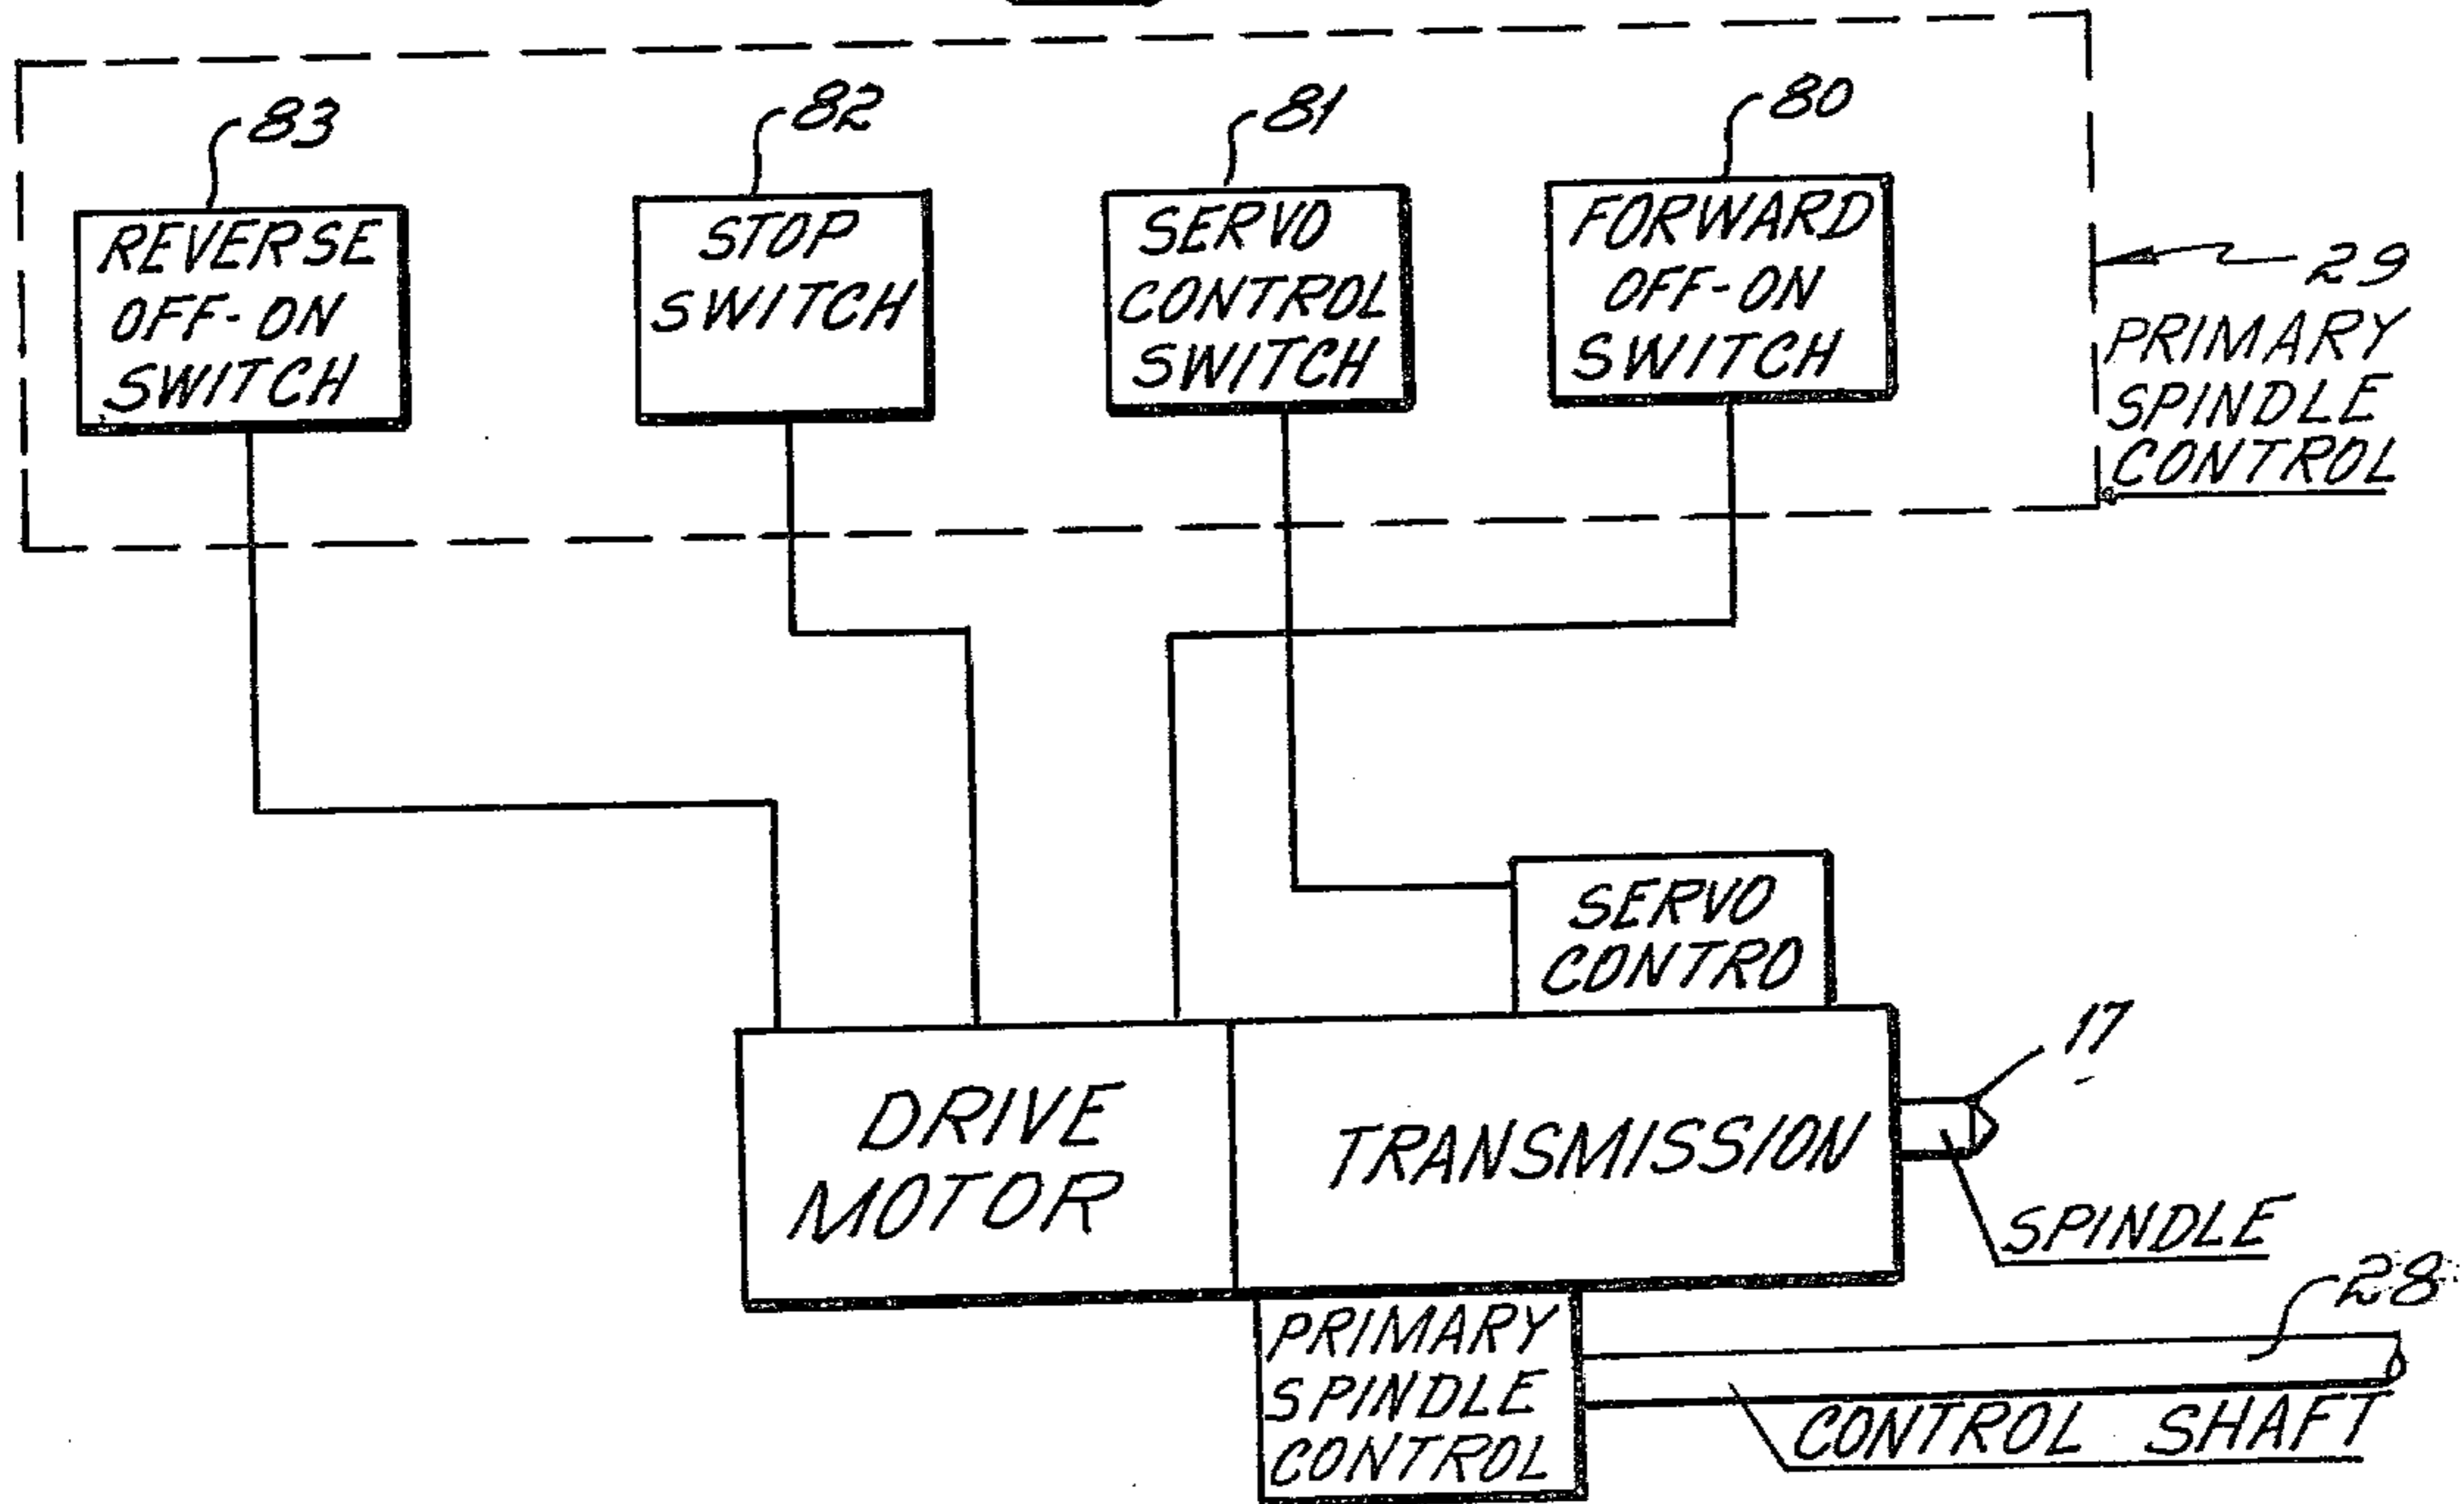 83
82
81
80
REVERSE
OFF-ON
SWITCH
STOP
SWITCH
SERVO
CONTROL
SWITCH
FORWARD
OFF-ON
SWITCH
29
PRIMARY
SPINDLE
CONTROL
SERVO
CONTRO
DRIVE
MOTOR
TRANSMISSION
17
SPINDLE
28
PRIMARY
SPINDLE
CONTROL
CONTROL SHAFT